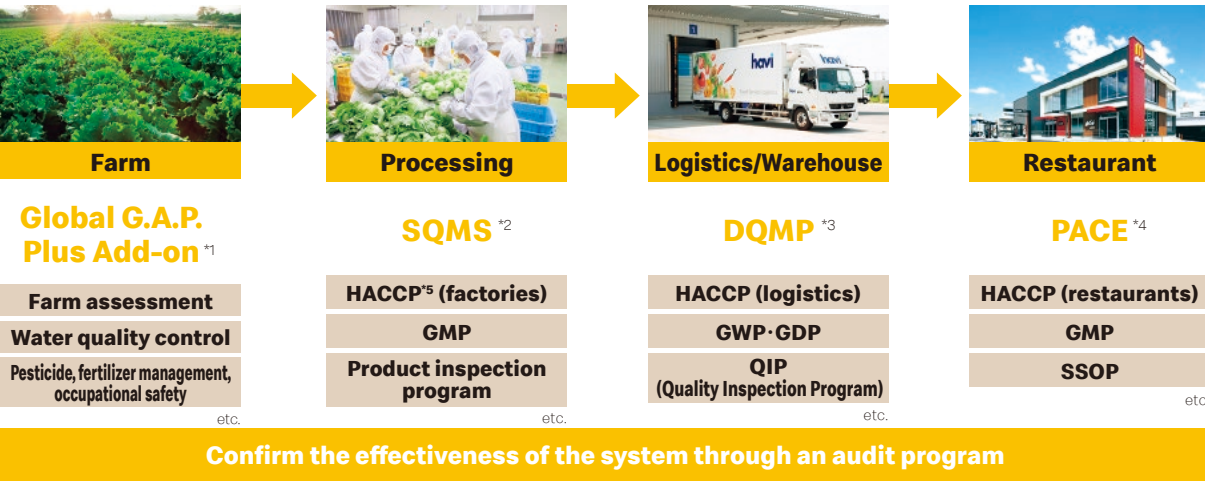 1
havi
havi
Farm
Processing
Logistics/Warehouse
Restaurant
Global G.A.P.
Plus Add-on *1
SQMS *2
DQMP *3
PACE *4
Farm assessment
Water quality control
Pesticide, fertilizer management,
occupational safety
etc.
HACCP*5 (factories)
GMP
Product inspection
program
etc.
HACCP (logistics)
GWP·GDP
QIP
(Quality Inspection Program)
etc.
HACCP (restaurants)
GMP
SSOP
etc
Confirm the effectiveness of the system through an audit program